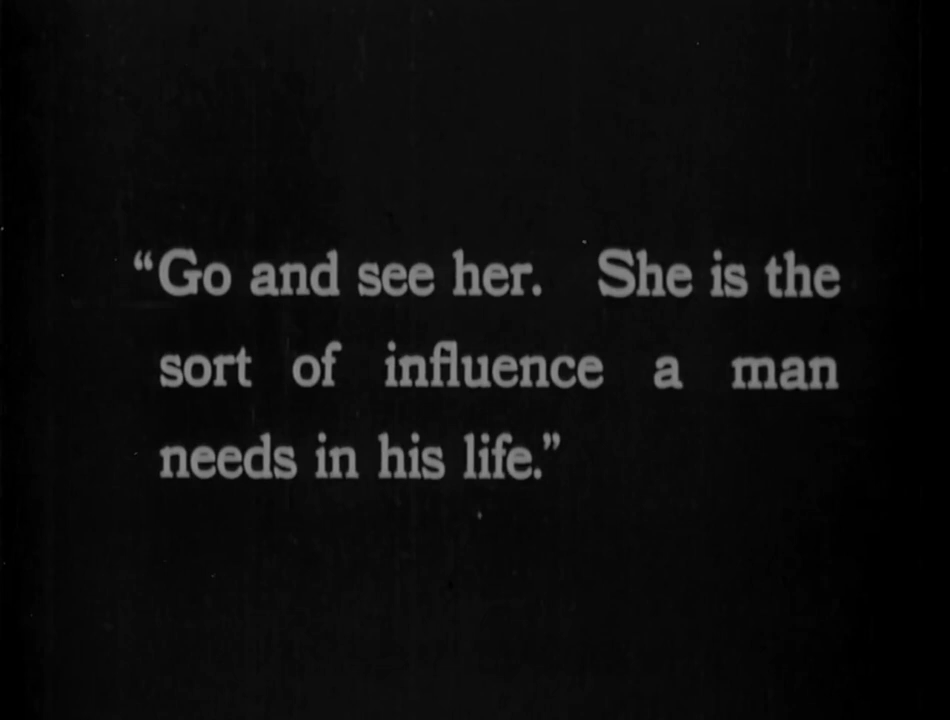 “Go and see her. She is the
sort of influence a man
needs in his life.”